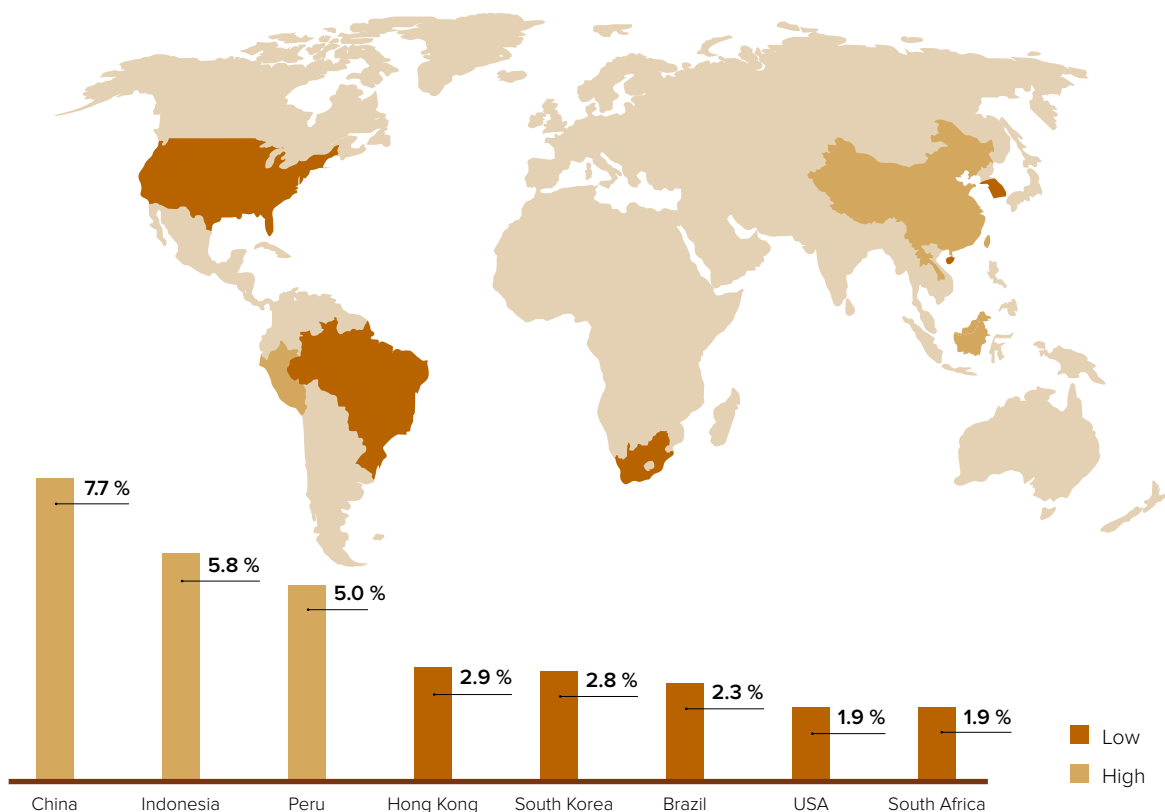 7.7 %
5.8 %
5.0 %
2.9 %
2.8 %
2.3 %
1.9 %
1.9 %
Low
High
China
Indonesia
Peru
Hong Kong
South Korea
Brazil
USA
South Africa